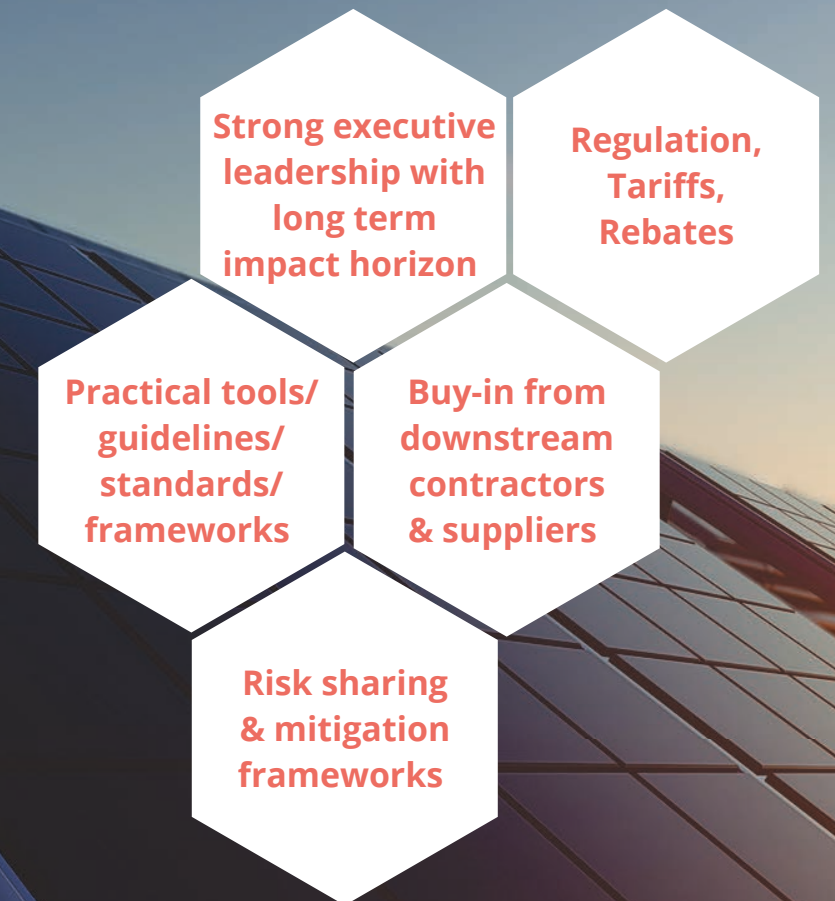 Strong executive
leadership with
long term
impact horizon
Regulation,
Tariffs,
Rebates
Practical tools/
guidelines/
standards/
frameworks
Buy-in from
downstream
contractors
& suppliers
Risk sharing
& mitigation
frameworks